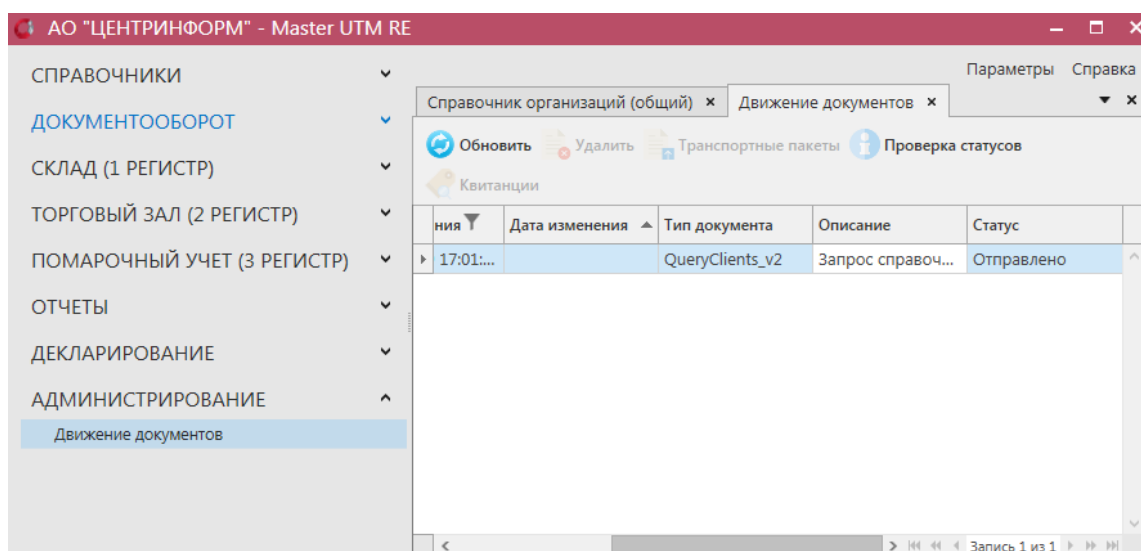 АО "ЦЕНТРИНФОРМ" - Master UTM RE
СПРАВОЧНИКИ
ДОКУМЕНТООБОРОТ
СКЛАД (1 РЕГИСТР)
ТОРГОВЫЙ ЗАЛ (2 РЕГИСТР)
ПОМАРОЧНЫЙ УЧЕТ (3 РЕГИСТР)
ОТЧЕТЫ
ДЕКЛАРИРОВАНИЕ
АДМИНИСТРИРОВАНИЕ
Движение документов
Параметры Справка
Справочник организаций (общий) Движение документов
Обновить Удалить Транспортные пакеты Проверка статусов
Квитанции
ния Дата изменения Тип документа Описание Статус
17:01:... QueryClients_v2 Запрос справоч... Отправлено
Запись 1 из 1